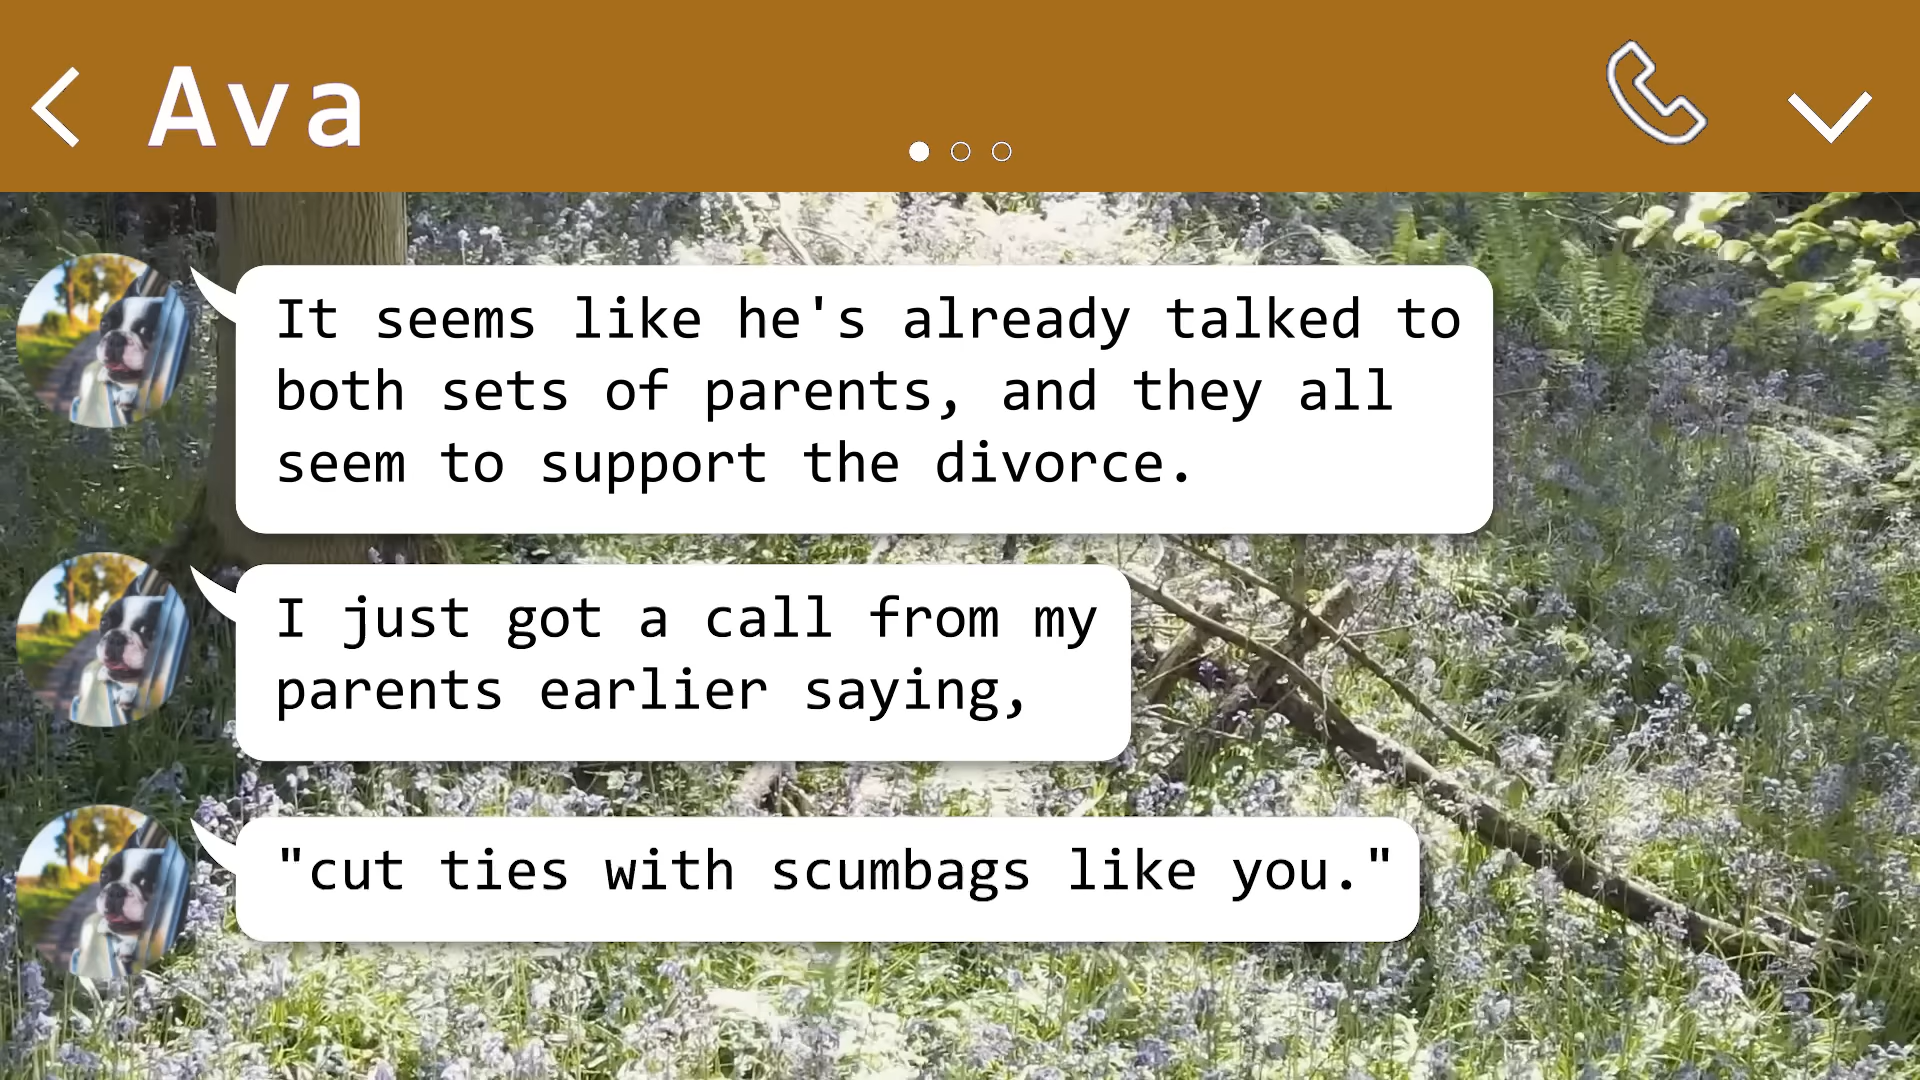 Ava
It seems like he's already talked to
both sets of parents, and they all
seem to support the divorce.
I just got a call from my
parents earlier saying,
"cut ties with scumbags like you."